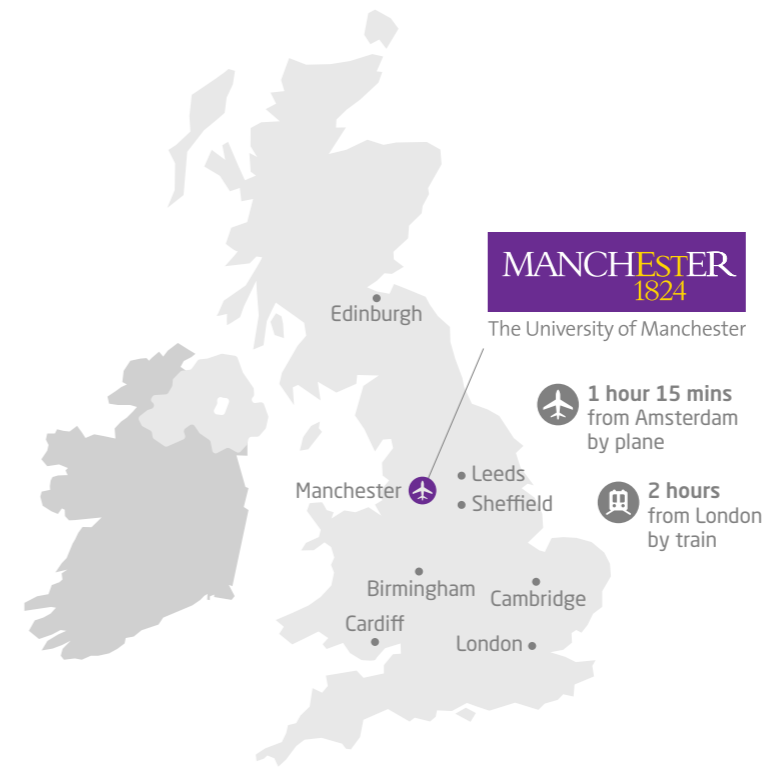 MANCHESTER
1824
The University of Manchester
Edinburgh
1 hour 15 mins
from Amsterdam
by plane
Leeds
Manchester
Sheffield
2 hours
from London
by train
Birmingham
Cambridge
Cardiff
London